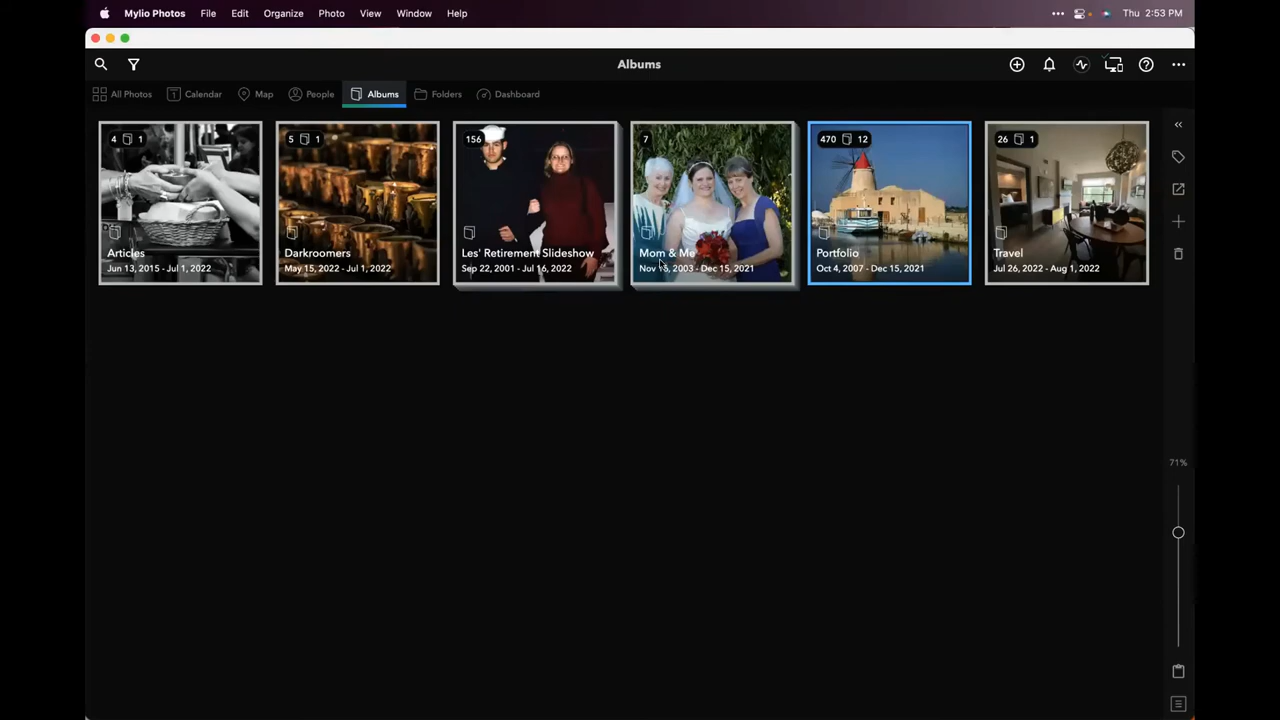 Mylio Photos File Edit Organize Photo View Window Help Thu 2:53 PM
Albums
All Photos 1 Calendar Map People Albums Folders Dashboard
4 1
Articles
Jun 13, 2015 - Jul 1, 2022
5 1
Darkroomers
May 15, 2022 - Jul 1, 2022
156
Les' Retirement Slideshow
Sep 22, 2001 - Jul 16, 2022
7
Mom & Me
Nov 16, 2003 - Dec 15, 2021
470 12
Portfolio
Oct 4, 2007 - Dec 15, 2021
26 1
Travel
Jul 26, 2022 - Aug 1, 2022
71%